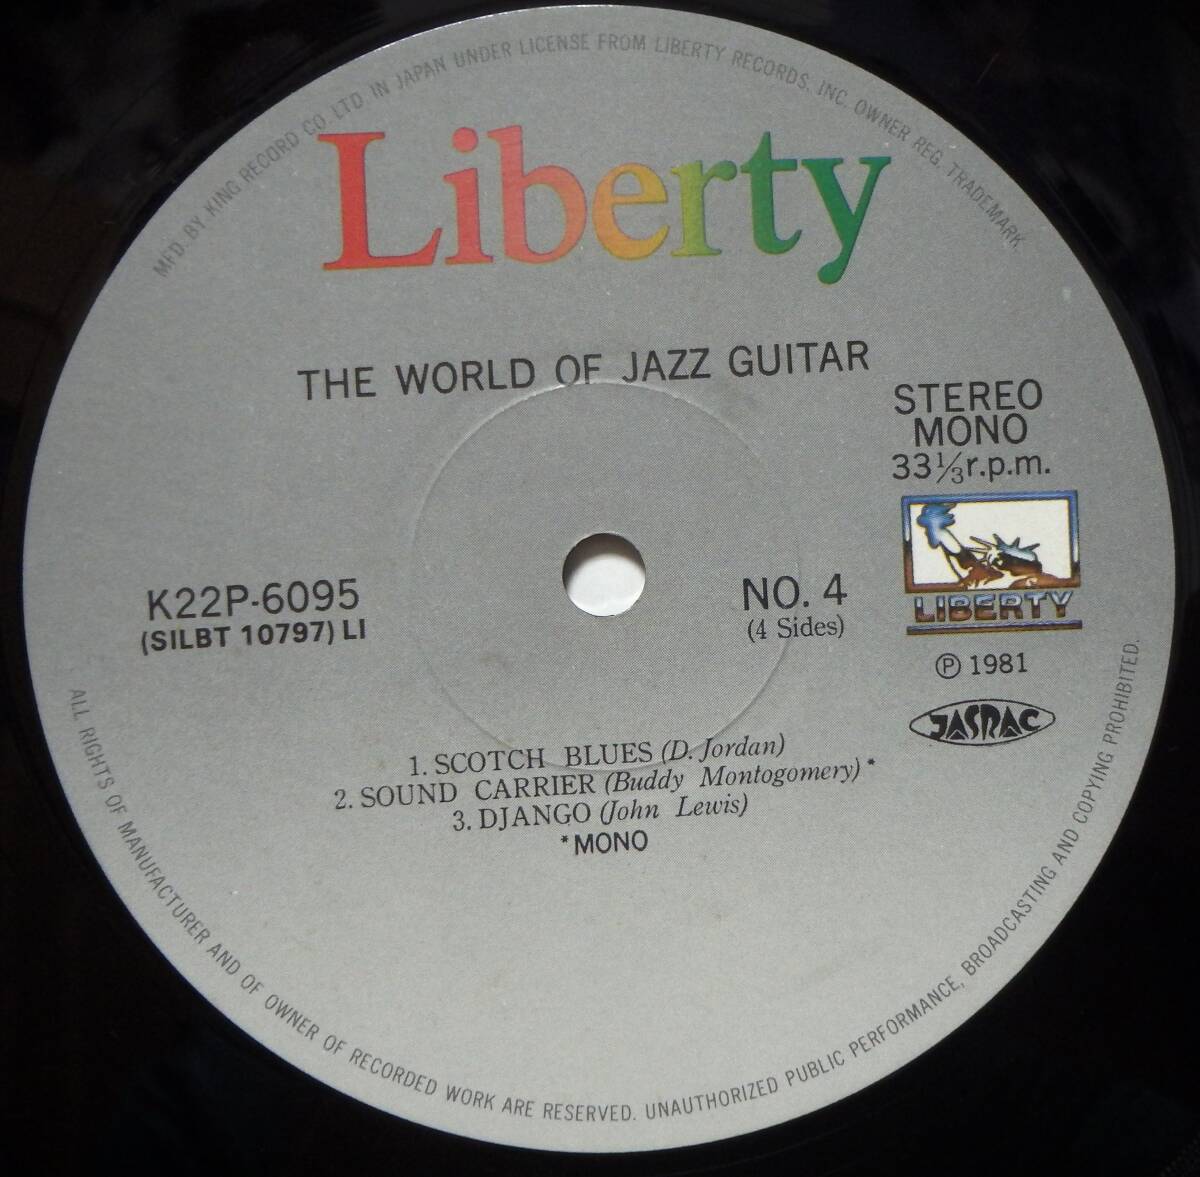 MFD. BY KING RECORD CO. LTD. IN JAPAN UNDER LICENSE FROM LIBERTY RECORDS, INC. OWNER REG. TRADEMARK
Liberty
THE WORLD OF JAZZ GUITAR
STEREO
MONO
33⅓r.p.m.
LIBERTY
K22P-6095
(SILBT 10797) LI
NO. 4
(4 Sides)
Ⓟ 1981
JASRAC
1. SCOTCH BLUES (D. Jordan)
2. SOUND CARRIER (Buddy Montogomery)*
3. DJANGO (John Lewis)
*MONO
ALL RIGHTS OF MANUFACTURER AND OF OWNER OF RECORDED WORK ARE RESERVED. UNAUTHORIZED PUBLIC PERFORMANCE, BROADCASTING AND COPYING PROHIBITED.